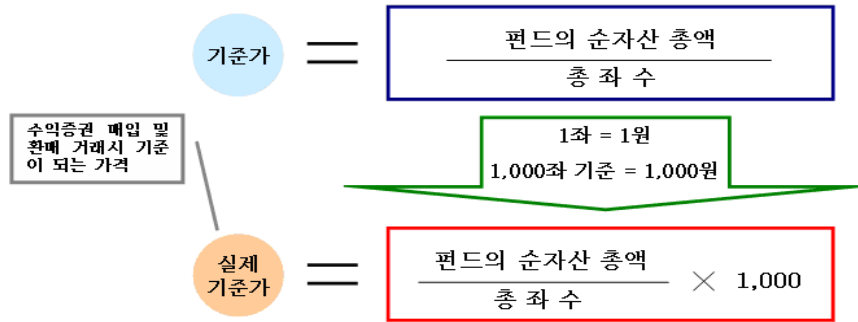 기준가 = 펀드의 순자산 총액
총 좌 수
수익증권 매입 및
환매 거래시 기준
이 되는 가격
1좌 = 1원
1,000좌 기준 = 1,000원
실제
기준가 = 펀드의 순자산 총액
총 좌 수
× 1,000